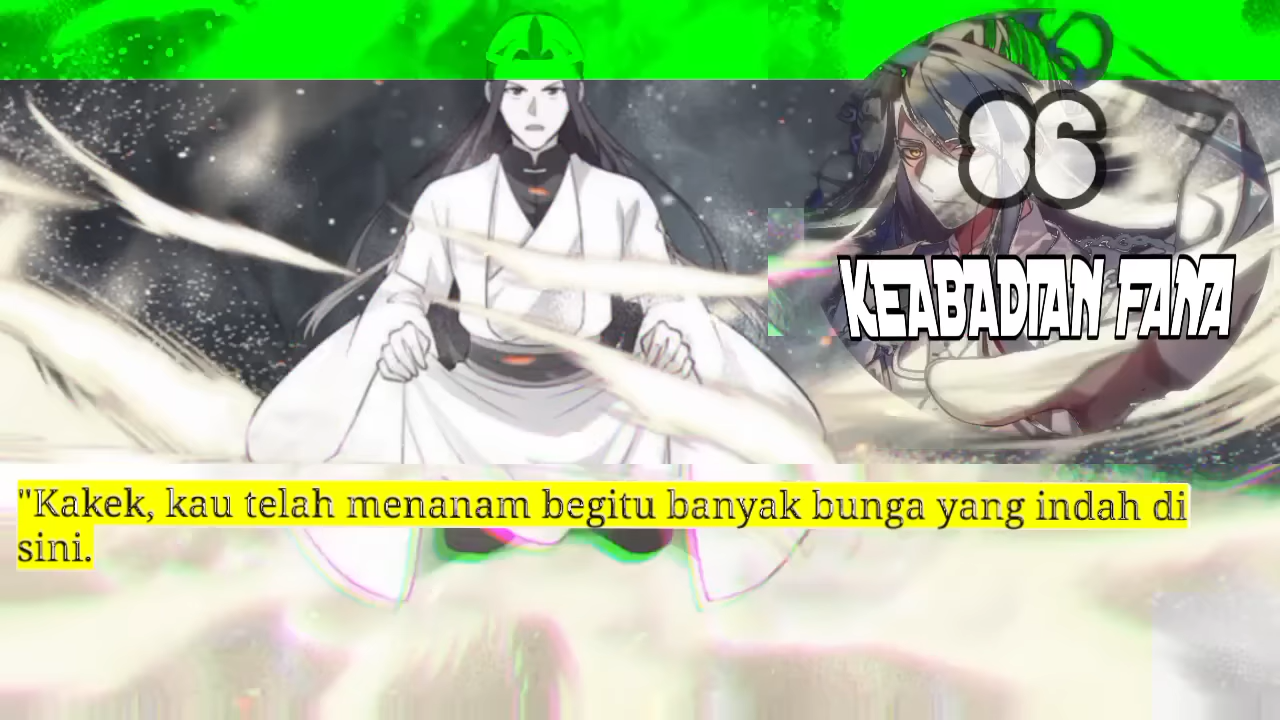 86
KEABADIAN FANA
"Kakek, kau telah menanam begitu banyak bunga yang indah di
sini.